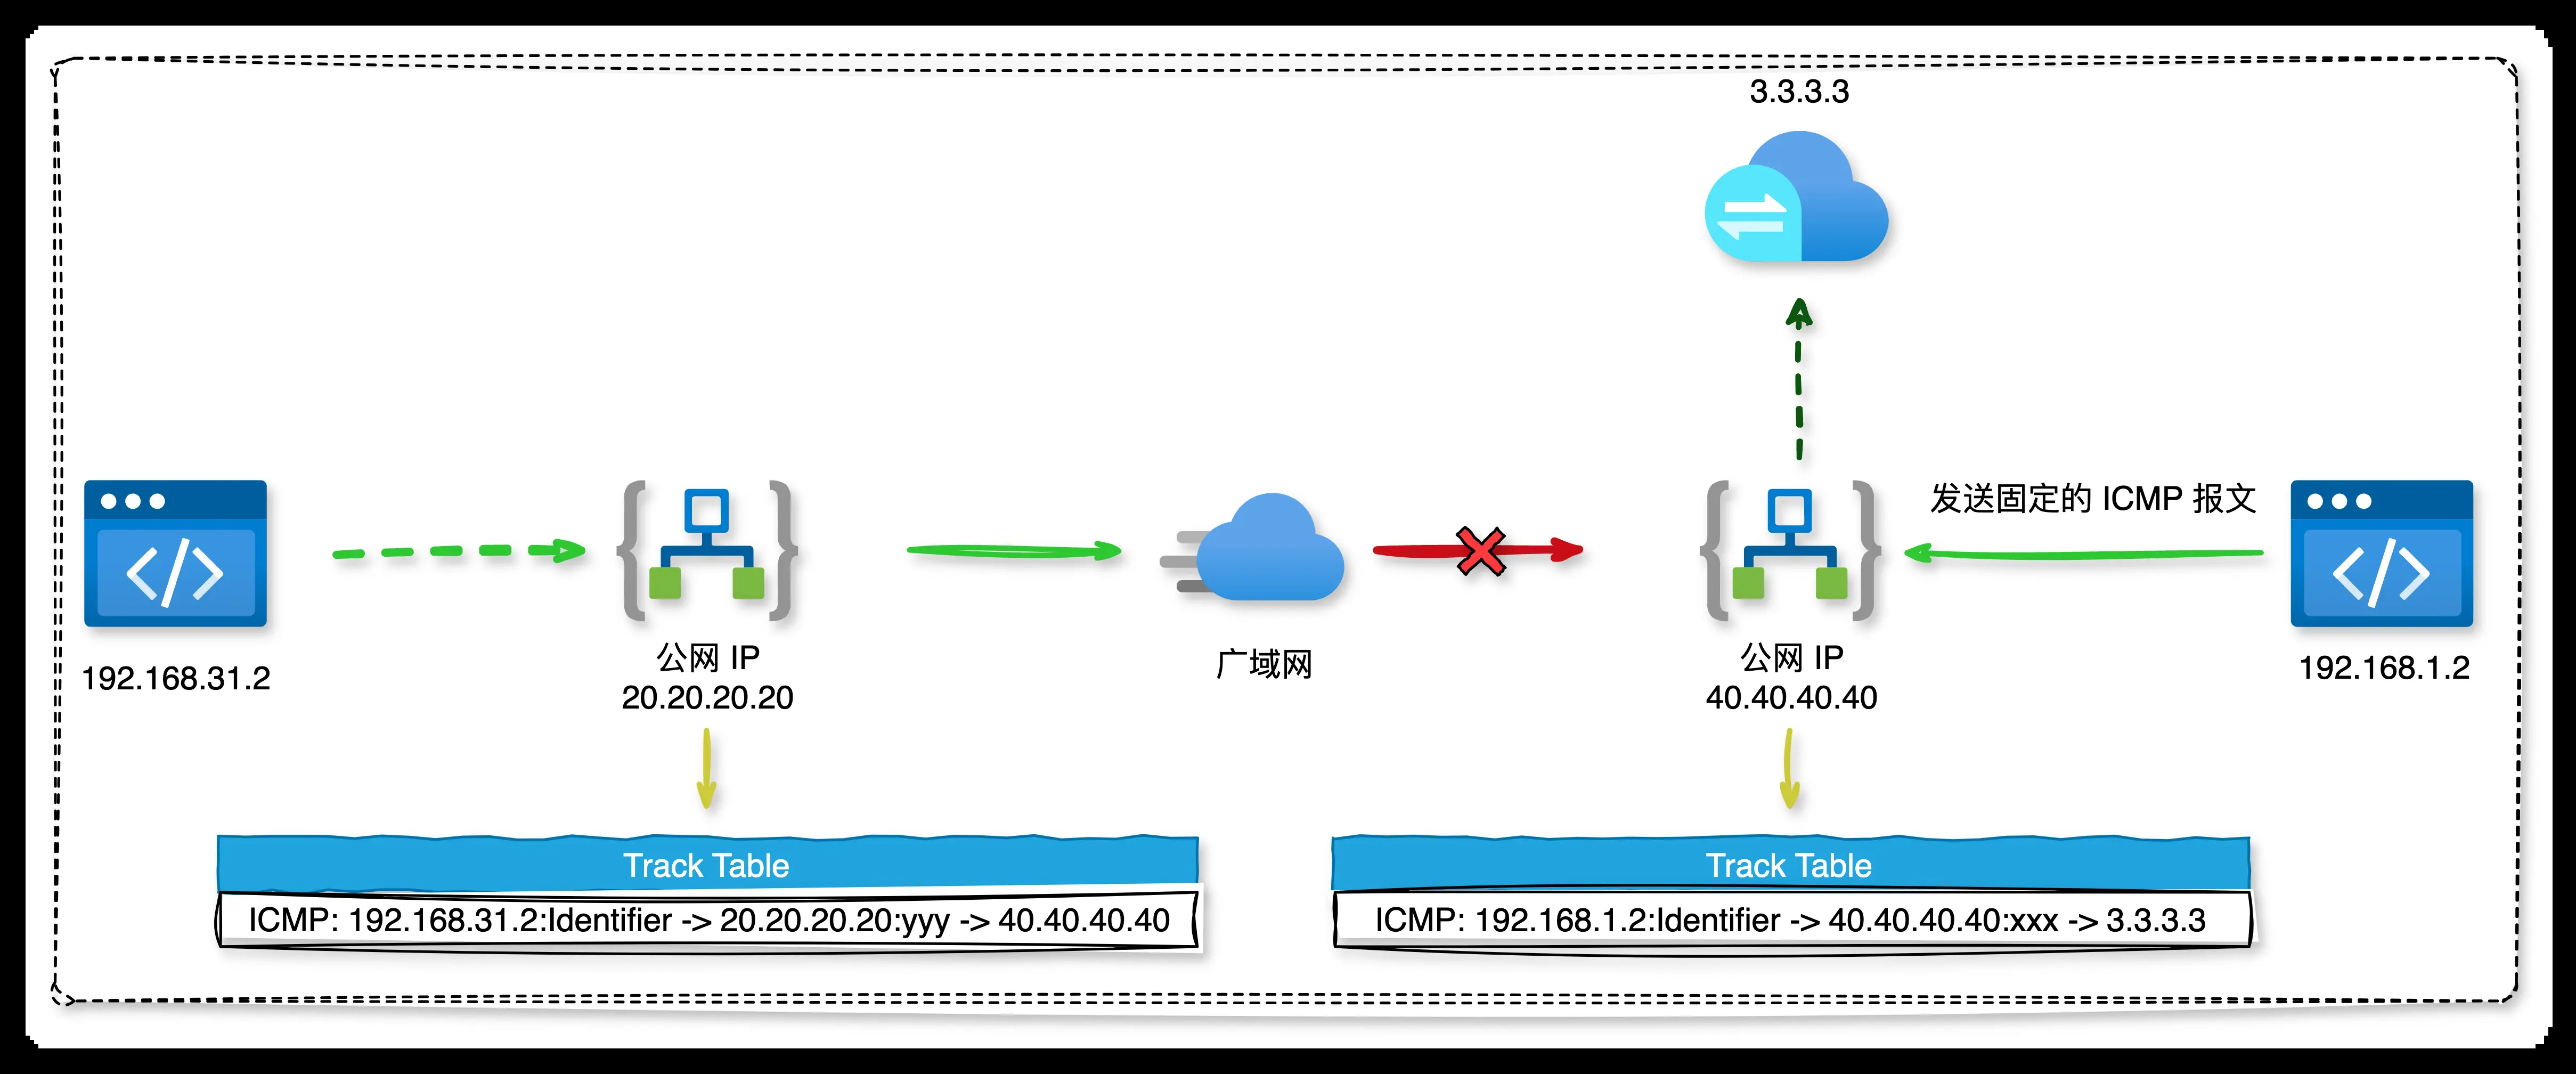 3.3.3.3
发送固定的 ICMP 报文
192.168.31.2
公网 IP
20.20.20.20
广域网
公网 IP
40.40.40.40
192.168.1.2
Track Table
ICMP: 192.168.31.2:Identifier -> 20.20.20.20:yyy -> 40.40.40.40
Track Table
ICMP: 192.168.1.2:Identifier -> 40.40.40.40:xxx -> 3.3.3.3